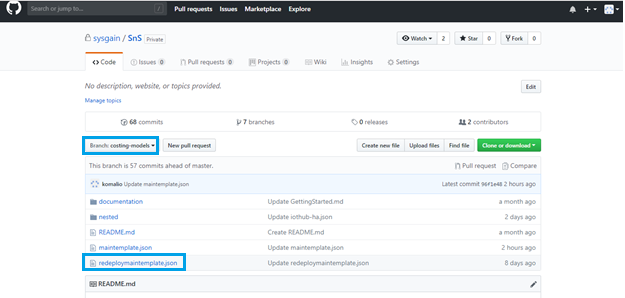 Search or jump to... / Pull requests Issues Marketplace Explore
sysgain / SnS Private Watch 2 Star 0 Fork 0
Code Issues 0 Pull requests 0 Projects 0 Wiki Insights Settings
No description, website, or topics provided. Edit
Manage topics
68 commits 7 branches 0 releases 2 contributors
Branch: costing-models New pull request Create new file Upload files Find file Clone or download
This branch is 57 commits ahead of master. Pull request Compare
komalio Update maintemplate.json Latest commit 96f1e48 2 hours ago
documentation Update GettingStarted.md a month ago
nested Update iothub-ha.json 2 days ago
README.md Create README.md a month ago
maintemplate.json Update maintemplate.json 2 hours ago
redeploymaintemplate.json Update redeploymaintemplate.json 8 days ago
README.md